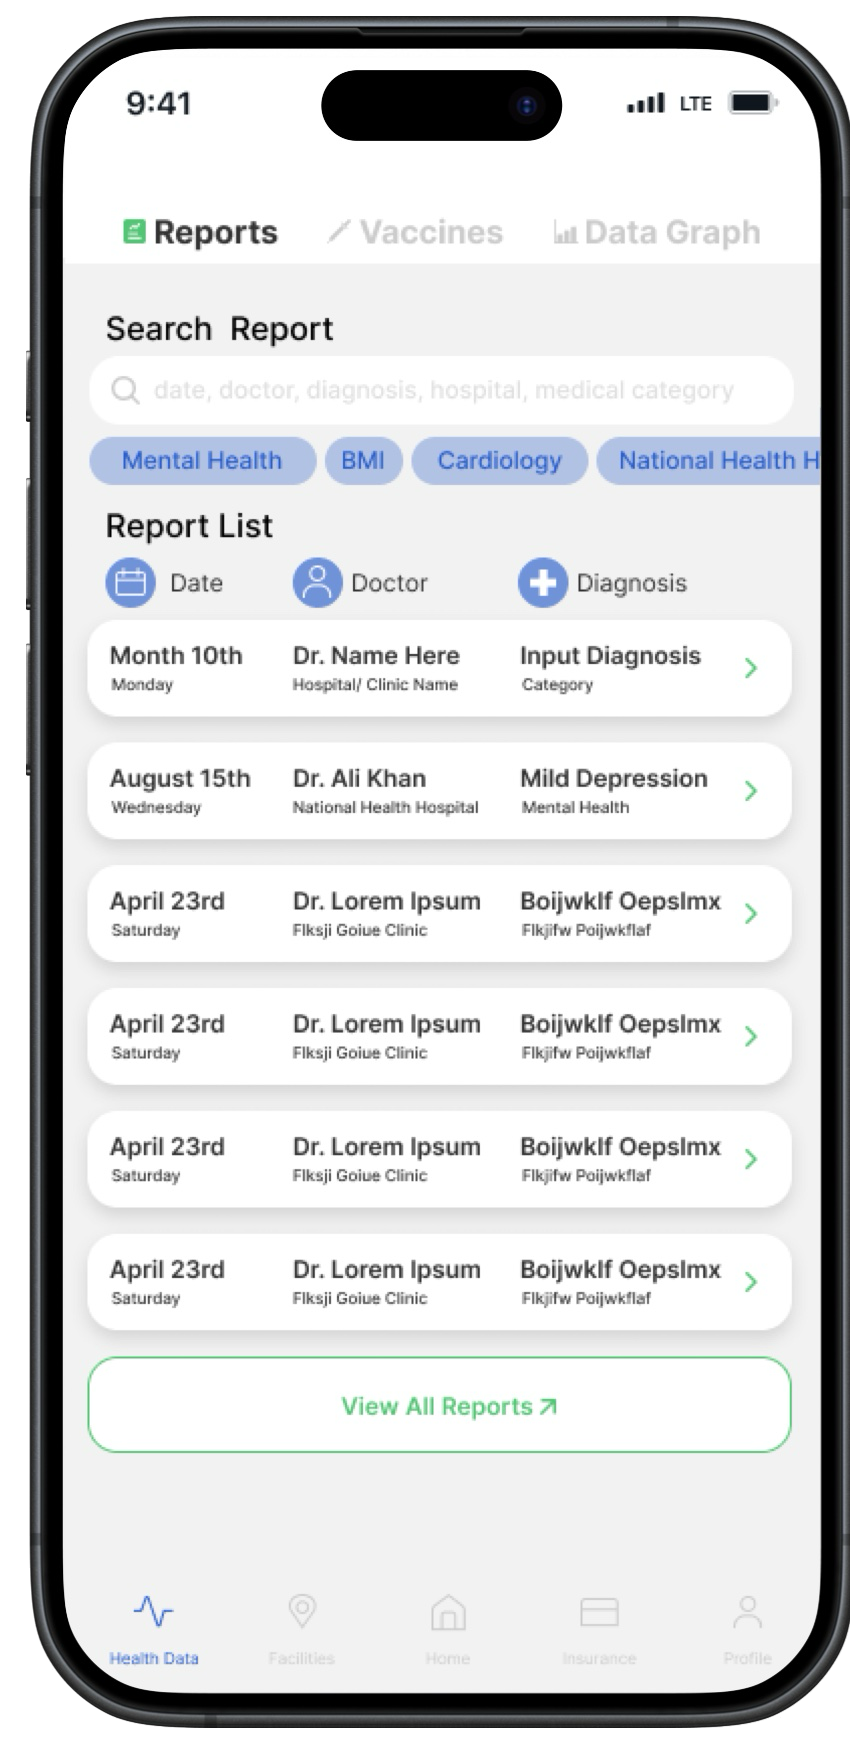 9:41 LTE
Reports Vaccines Data Graph
Search Report
date, doctor, diagnosis, hospital, medical category
Mental Health BMI Cardiology National Health H
Report List
Date Doctor Diagnosis
Month 10th Dr. Name Here Input Diagnosis
Monday Hospital/ Clinic Name Category
August 15th Dr. Ali Khan Mild Depression
Wednesday National Health Hospital Mental Health
April 23rd Dr. Lorem Ipsum Boijwklf Oepslmx
Saturday Flksji Goiue Clinic Flkjifw Poijwkflaf
April 23rd Dr. Lorem Ipsum Boijwklf Oepslmx
Saturday Flksji Goiue Clinic Flkjifw Poijwkflaf
April 23rd Dr. Lorem Ipsum Boijwklf Oepslmx
Saturday Flksji Goiue Clinic Flkjifw Poijwkflaf
April 23rd Dr. Lorem Ipsum Boijwklf Oepslmx
Saturday Flksji Goiue Clinic Flkjifw Poijwkflaf
View All Reports
Health Data Facilities Home Insurance Profile